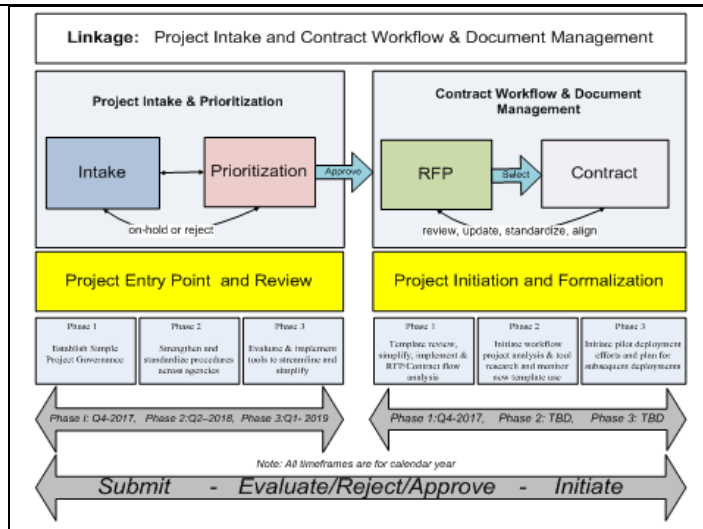 Linkage: Project Intake and Contract Workflow & Document Management
Project Intake & Prioritization
Intake
Prioritization
on-hold or reject
Approve
Contract Workflow & Document
Management
RFP
Select
Contract
review, update, standardize, align
Project Entry Point and Review
Project Initiation and Formalization
Phase 1
Establish Simple
Project Governance
Phase 2
Strengthen and
standardize procedures
across agencies
Phase 3
Evaluate & implement
tools to streamline and
simplify
Phase 1
Template review,
simplify, implement &
RFP/Contract flow
analysis
Phase 2
Initiate workflow
project analysis & tool
research and monitor
new template use
Phase 3
Initiate pilot deployment
efforts and plan for
subsequent deployments
Phase I: Q4-2017, Phase 2:Q2–2018, Phase 3:Q1- 2019
Phase 1:Q4-2017, Phase 2: TBD, Phase 3: TBD
Note: All timeframes are for calendar year
Submit - Evaluate/Reject/Approve - Initiate